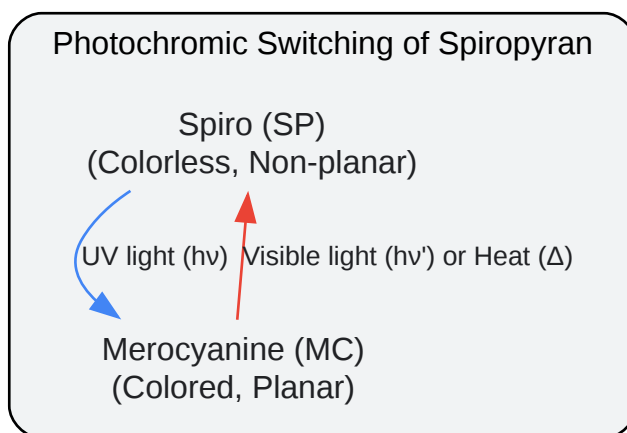 Photochromic Switching of Spiropyran
Spiro (SP)
(Colorless, Non-planar)
UV light (hν)
Visible light (hν') or Heat (Δ)
Merocyanine (MC)
(Colored, Planar)